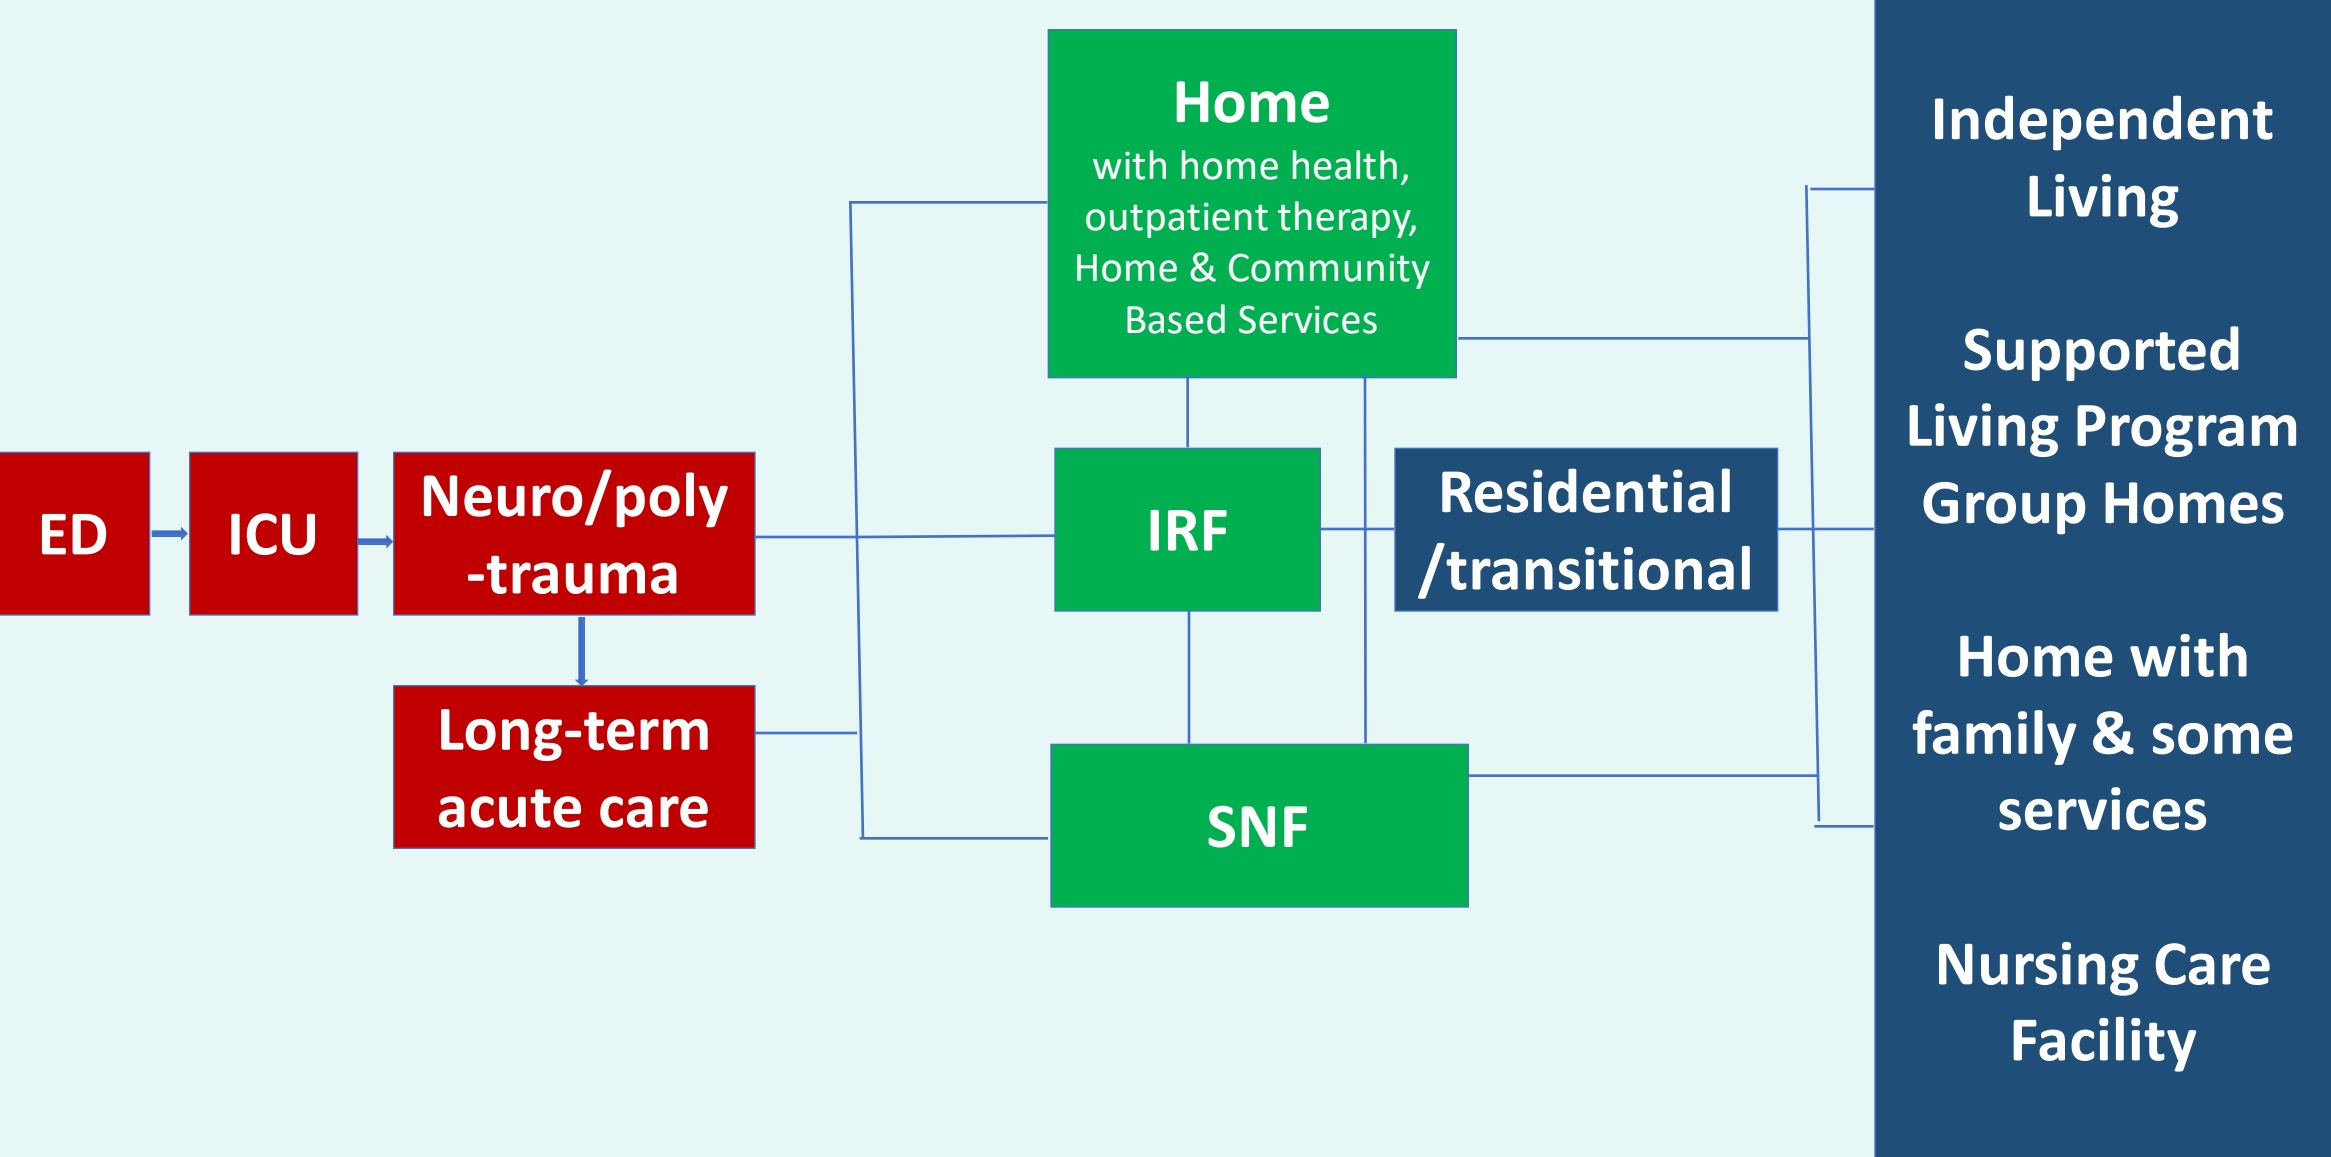 ED
ICU
Neuro/poly
-trauma
Long-term
acute care
Home
with home health,
outpatient therapy,
Home & Community
Based Services
IRF
SNF
Residential
/transitional
Independent
Living
Supported
Living Program
Group Homes
Home with
family & some
services
Nursing Care
Facility